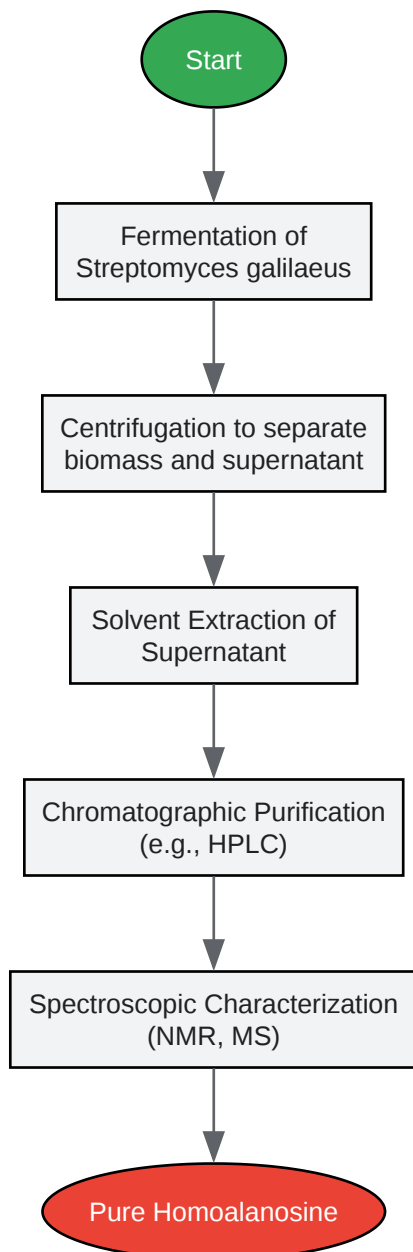 Start
Fermentation of
Streptomyces galilaeus
Centrifugation to separate
biomass and supernatant
Solvent Extraction of
Supernatant
Chromatographic Purification
(e.g., HPLC)
Spectroscopic Characterization
(NMR, MS)
Pure Homoalanosine